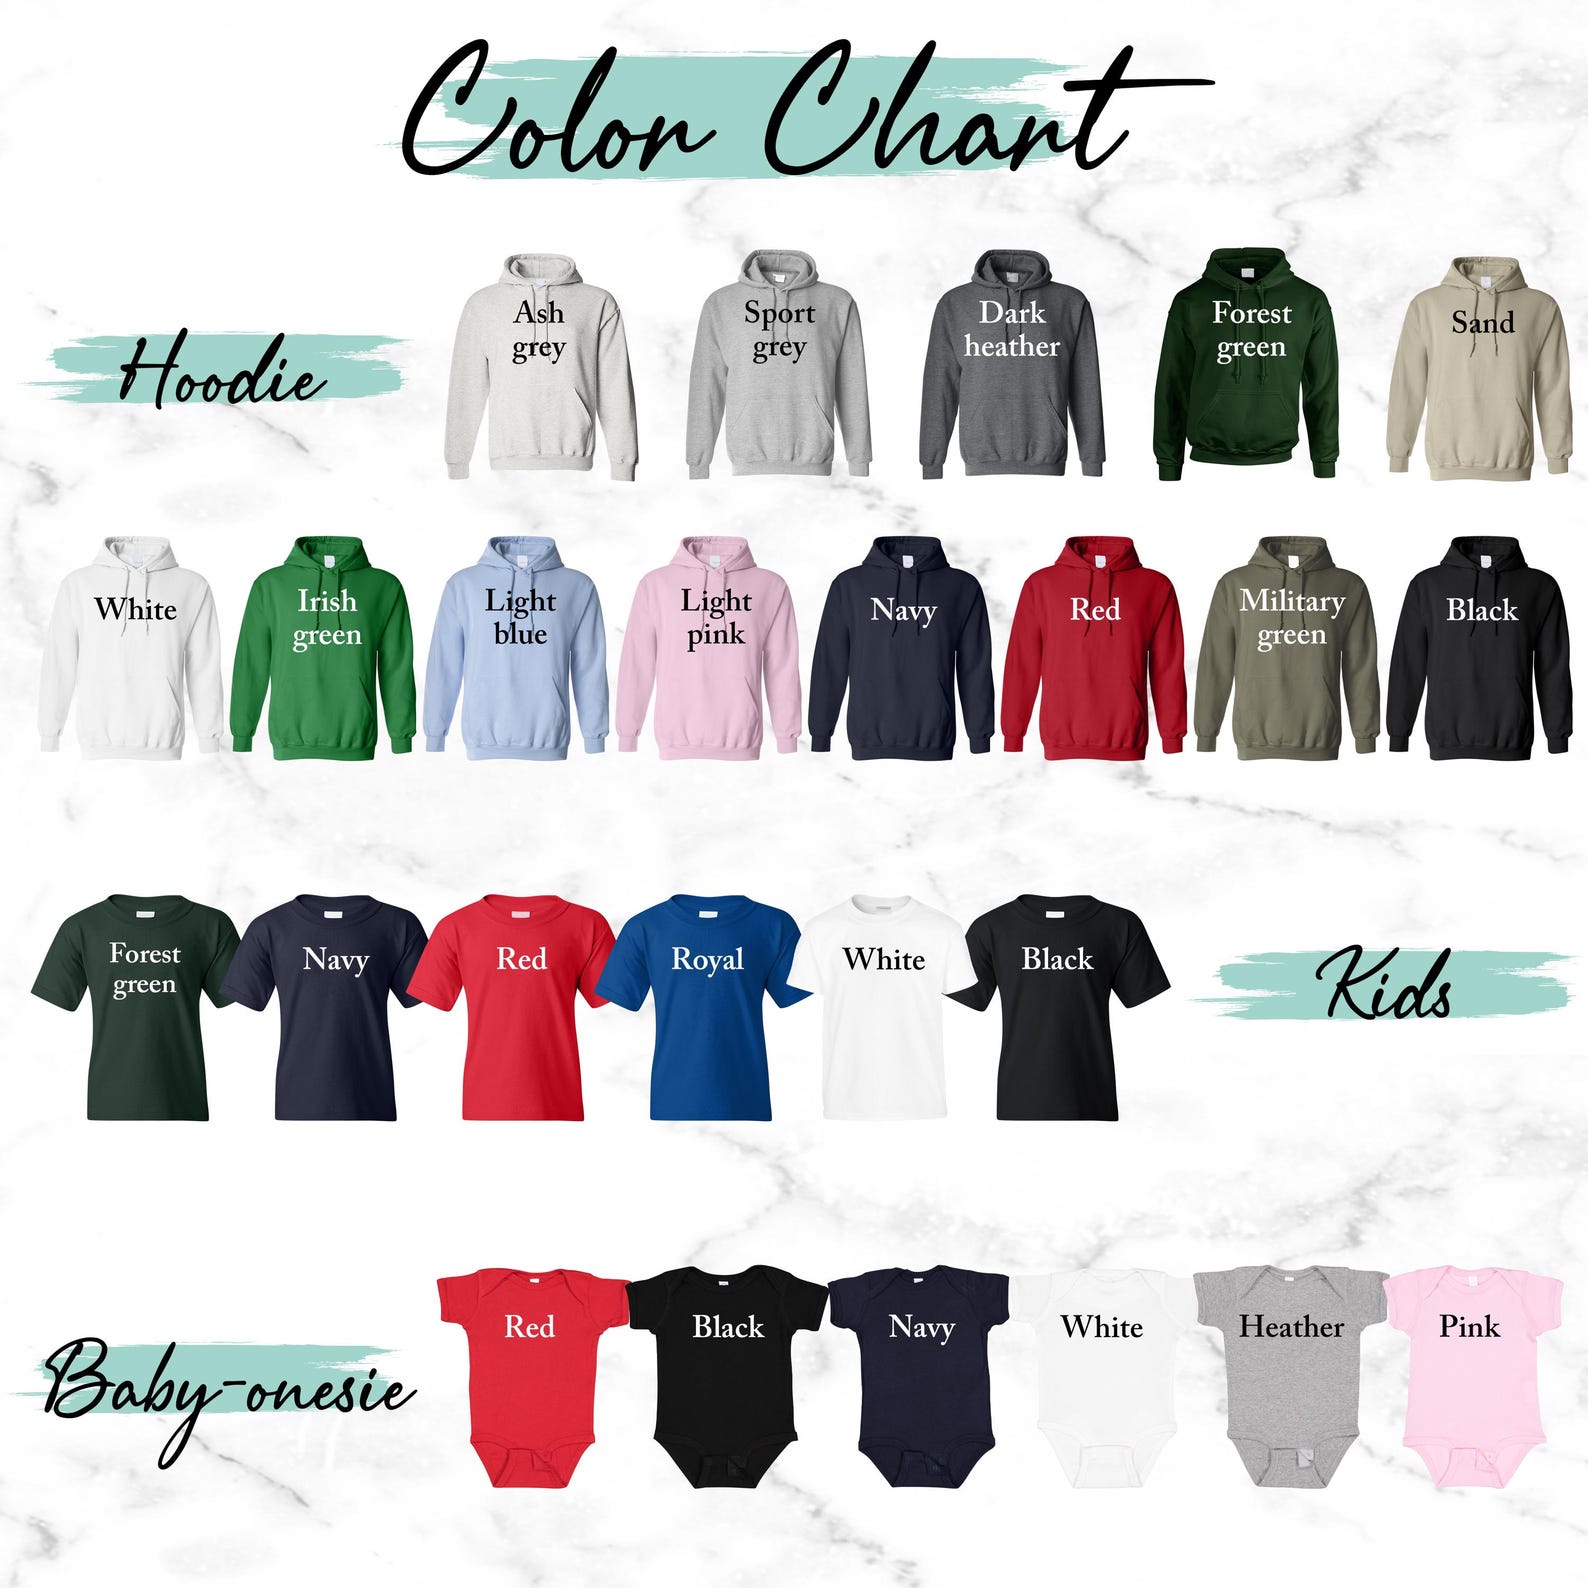 Color Chart
Hoodie
Ash
grey
Sport
grey
Dark
heather
Forest
green
Sand
White
Irish
green
Light
blue
Light
pink
Navy
Red
Military
green
Black
Forest
green
Navy
Red
Royal
White
Black
Kids
Baby-onesie
Red
Black
Navy
White
Heather
Pink